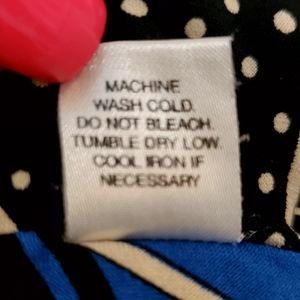 MACHINE
WASH COLD.
DO NOT BLEACH.
TUMBLE DRY LOW.
COOL IRON IF
NECESSARY